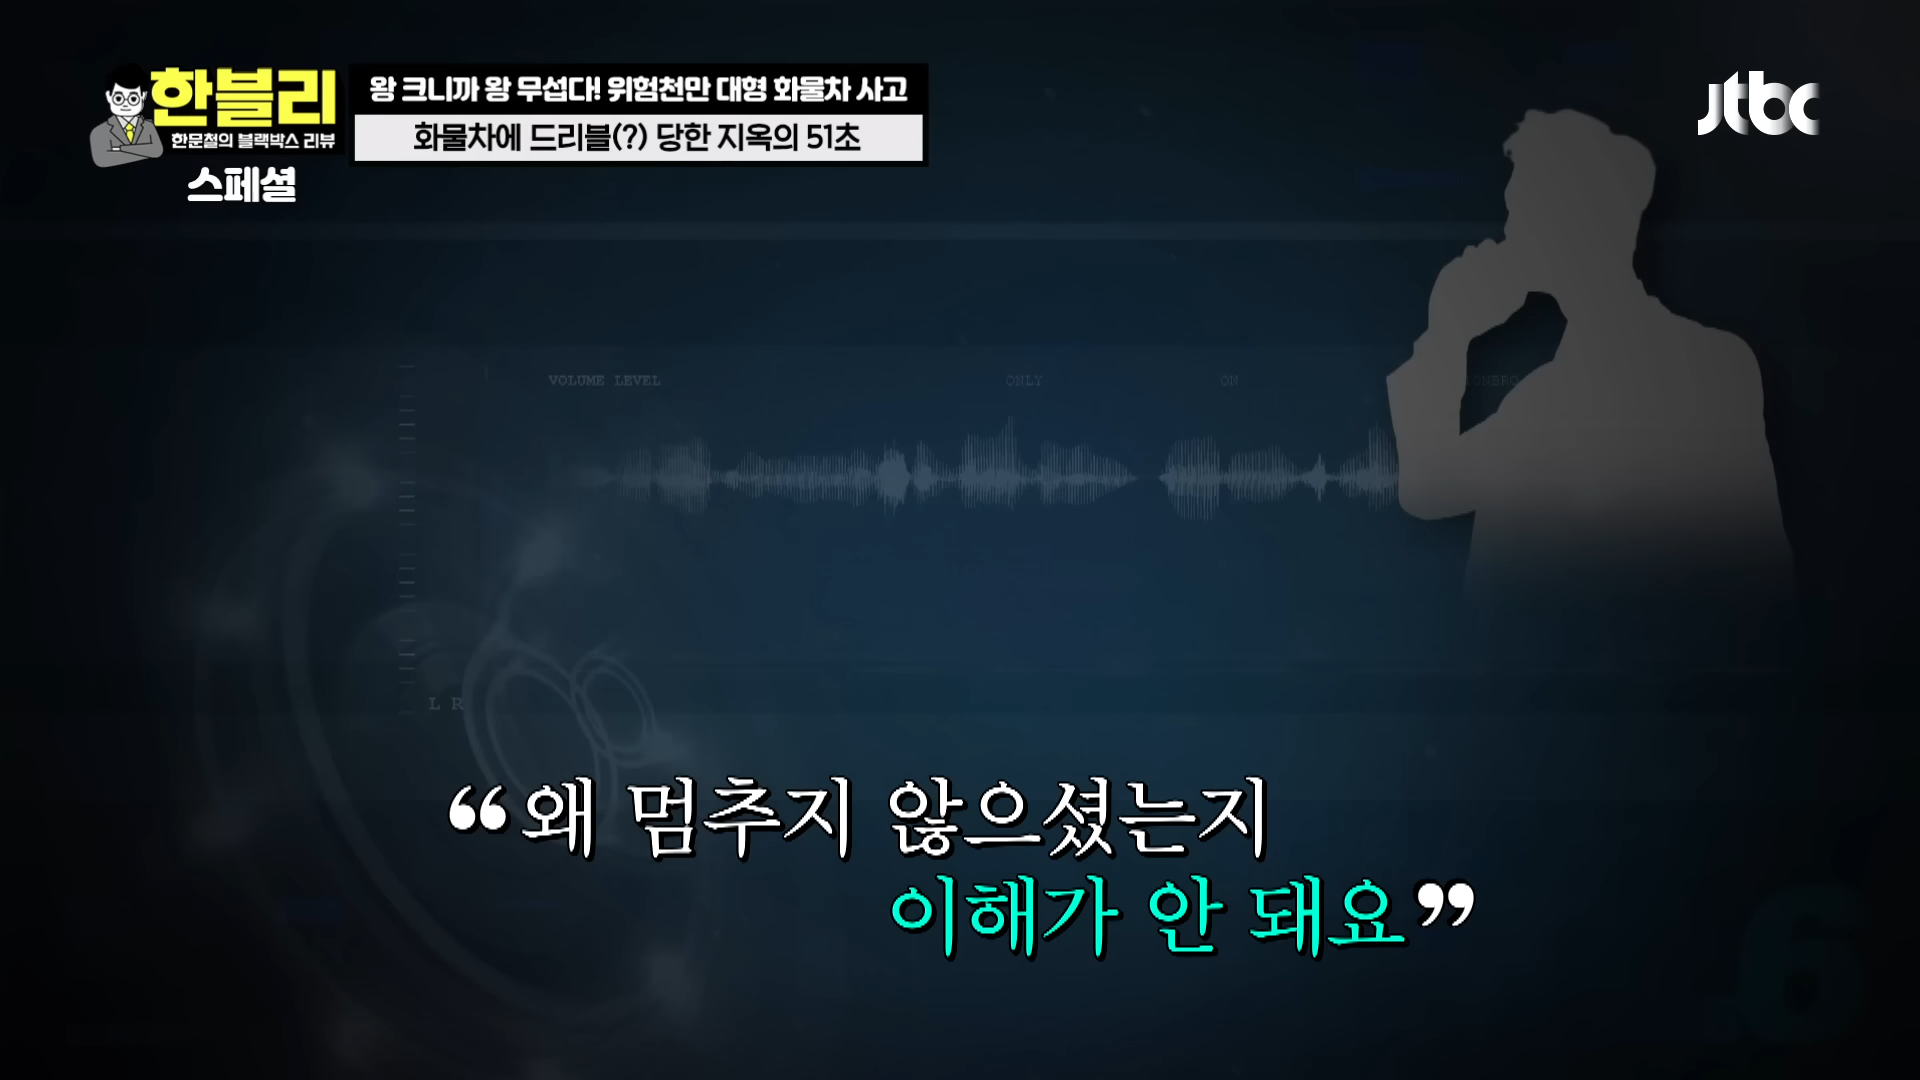 한블리
한문철의 블랙박스 리뷰
스페셜
왕 크니까 왕 무섭다! 위험천만 대형 화물차 사고
화물차에 드리블(?) 당한 지옥의 51초
jtbc
VOLUME LEVEL
ONLY
ON
L R
“왜 멈추지 않으셨는지
이해가 안 돼요”